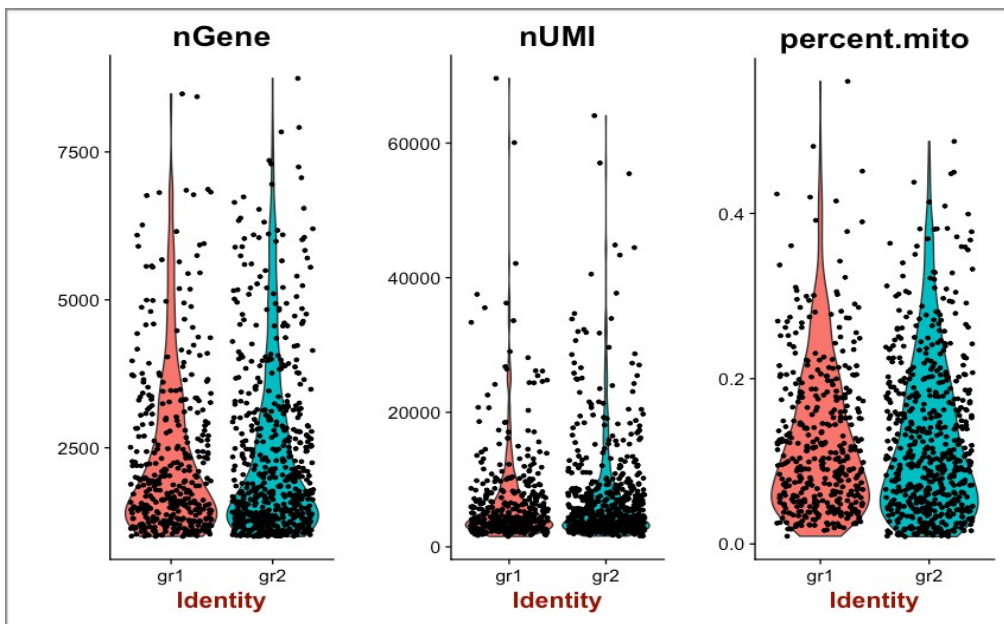 nGene
7500
5000
2500
gr1 gr2
Identity
nUMI
60000
40000
20000
0
gr1 gr2
Identity
percent.mito
0.4
0.2
0.0
gr1 gr2
Identity